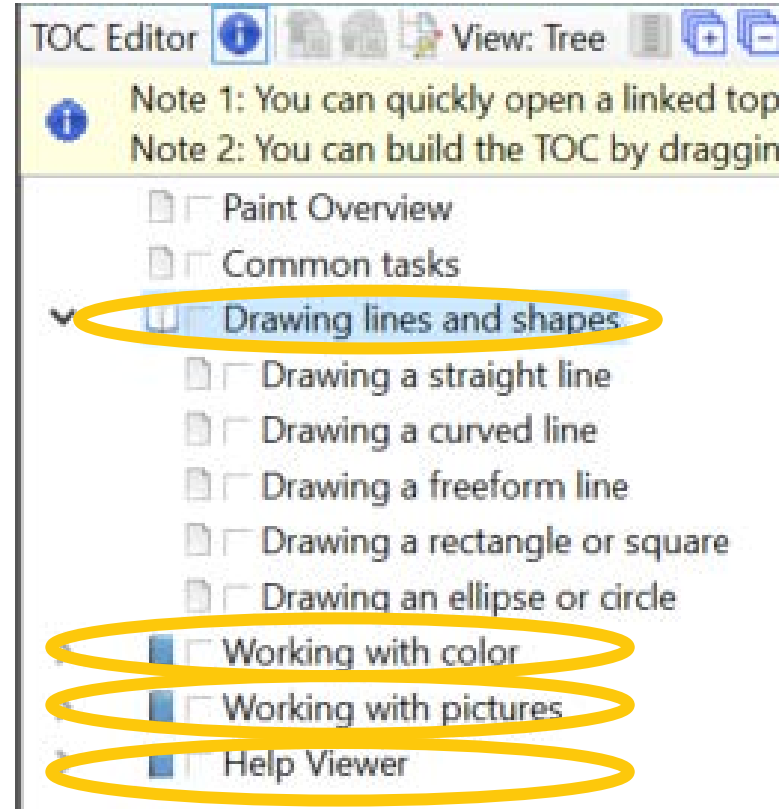 TOC Editor View: Tree
Note 1: You can quickly open a linked top
Note 2: You can build the TOC by draggin
Paint Overview
Common tasks
Drawing lines and shapes
Drawing a straight line
Drawing a curved line
Drawing a freeform line
Drawing a rectangle or square
Drawing an ellipse or circle
Working with color
Working with pictures
Help Viewer